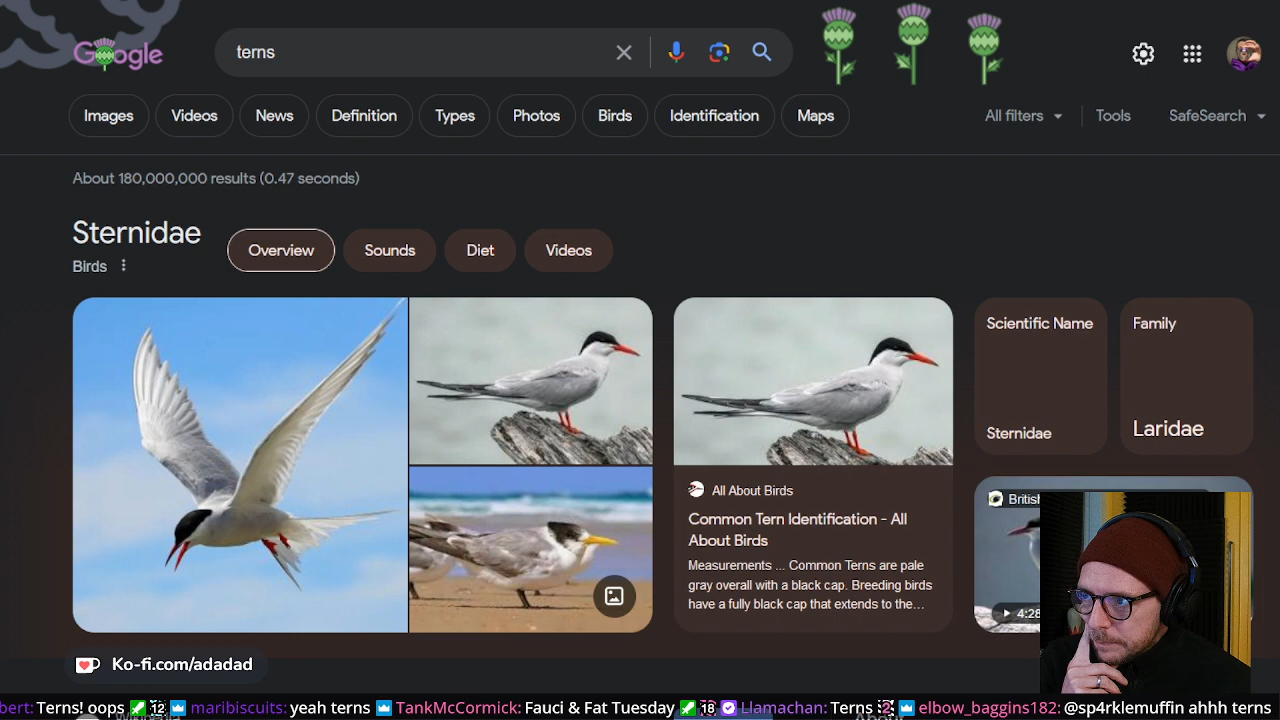 Google
terns
Images Videos News Definition Types Photos Birds Identification Maps All filters Tools SafeSearch
About 180,000,000 results (0.47 seconds)
Sternidae
Birds
Overview Sounds Diet Videos
All About Birds
Common Tern Identification - All
About Birds
Measurements ... Common Terns are pale
gray overall with a black cap. Breeding birds
have a fully black cap that extends to the...
Scientific Name
Sternidae
Family
Laridae
British
4:28
Ko-fi.com/adadad
bert: Terns! oops 12 maribiscuits: yeah terns TankMcCormick: Fauci & Fat Tuesday 18 Llamachan: Terns 2 elbow_baggins182: @sp4rklemuffin ahhh terns